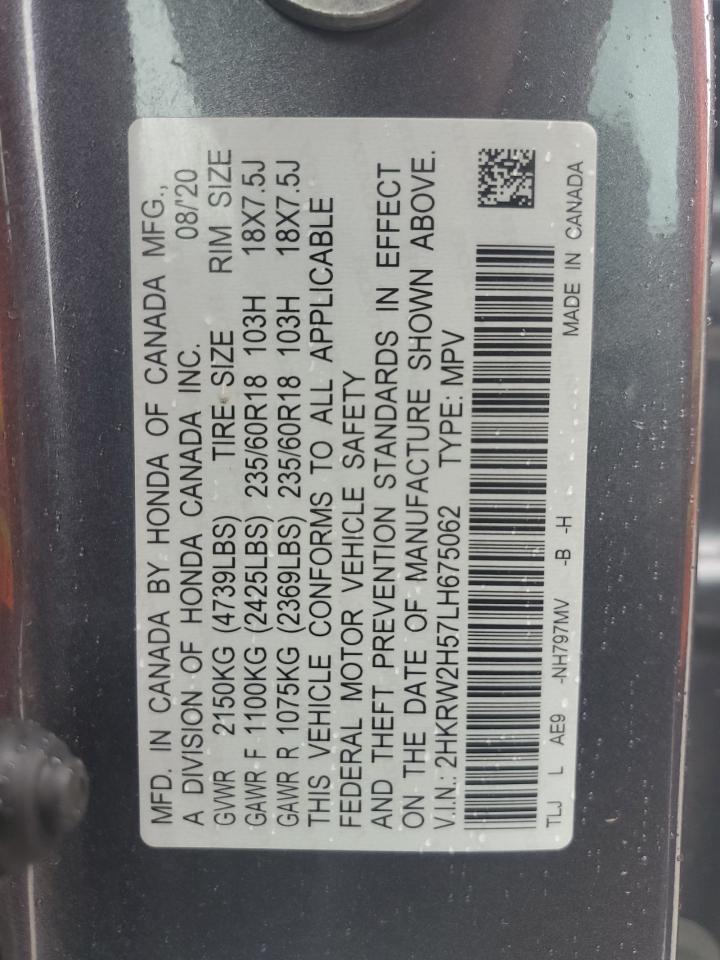 MFD. IN CANADA BY HONDA OF CANADA MFG.,
A DIVISION OF HONDA CANADA INC. 08/'20
GVWR 2150KG (4739LBS) TIRE SIZE RIM SIZE
GAWR F 1100KG (2425LBS) 235/60R18 103H 18X7.5J
GAWR R 1075KG (2369LBS) 235/60R18 103H 18X7.5J
THIS VEHICLE CONFORMS TO ALL APPLICABLE
FEDERAL MOTOR VEHICLE SAFETY
AND THEFT PREVENTION STANDARDS IN EFFECT
ON THE DATE OF MANUFACTURE SHOWN ABOVE.
V.I.N.: 2HKRW2H57LH675062 TYPE: MPV
TLJ L AE9 -NH797MV -B -H MADE IN CANADA